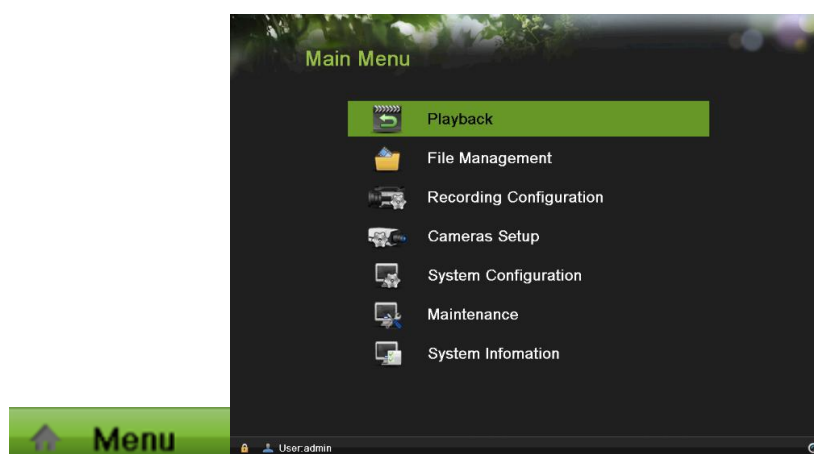 Main Menu
Playback
File Management
Recording Configuration
Cameras Setup
System Configuration
Maintenance
System Infomation
Menu
User:admin